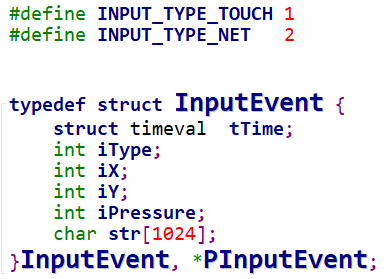 #define INPUT_TYPE_TOUCH 1
#define INPUT_TYPE_NET   2
typedef struct InputEvent {
    struct timeval  tTime;
    int iType;
    int iX;
    int iY;
    int iPressure;
    char str[1024];
}InputEvent, *PInputEvent;